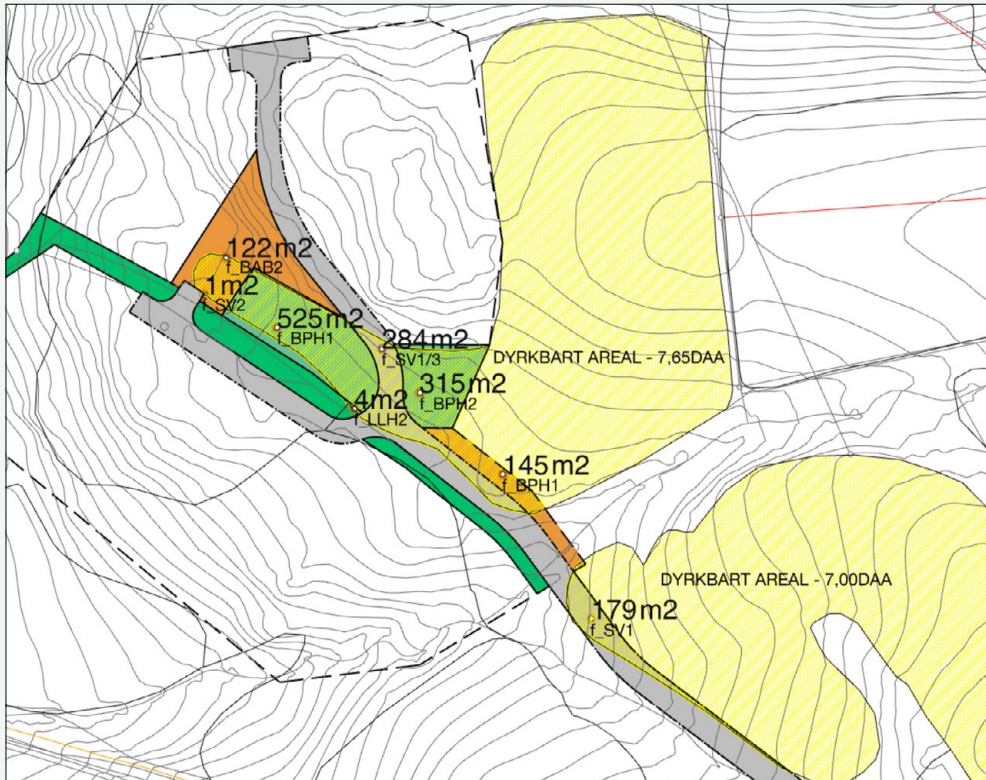 122m2
f_BAB2
1m2
f_SV2
525m2
f_BPH1
284m2
f_SV1/3
DYRKBART AREAL - 7,65DAA
315m2
f_BPH2
4m2
f_LLH2
145m2
f_BPH1
DYRKBART AREAL - 7,00DAA
179m2
f_SV1